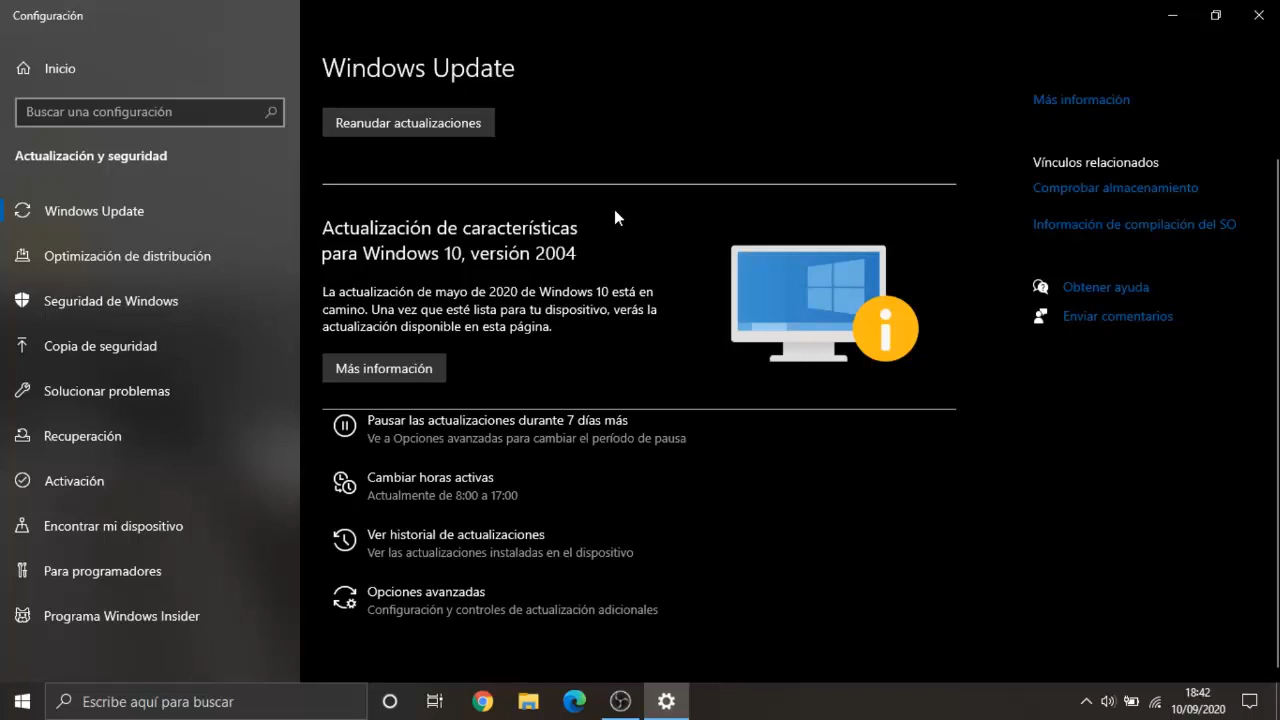 Configuración
Inicio
Buscar una configuración
Actualización y seguridad
Windows Update
Optimización de distribución
Seguridad de Windows
Copia de seguridad
Solucionar problemas
Recuperación
Activación
Encontrar mi dispositivo
Para programadores
Programa Windows Insider
Windows Update
Reanudar actualizaciones
Actualización de características
para Windows 10, versión 2004
La actualización de mayo de 2020 de Windows 10 está en
camino. Una vez que esté lista para tu dispositivo, verás la
actualización disponible en esta página.
Más información
Pausar las actualizaciones durante 7 días más
Ve a Opciones avanzadas para cambiar el período de pausa
Cambiar horas activas
Actualmente de 8:00 a 17:00
Ver historial de actualizaciones
Ver las actualizaciones instaladas en el dispositivo
Opciones avanzadas
Configuración y controles de actualización adicionales
Más información
Vínculos relacionados
Comprobar almacenamiento
Información de compilación del SO
Obtener ayuda
Enviar comentarios
Escribe aquí para buscar
18:42
10/09/2020